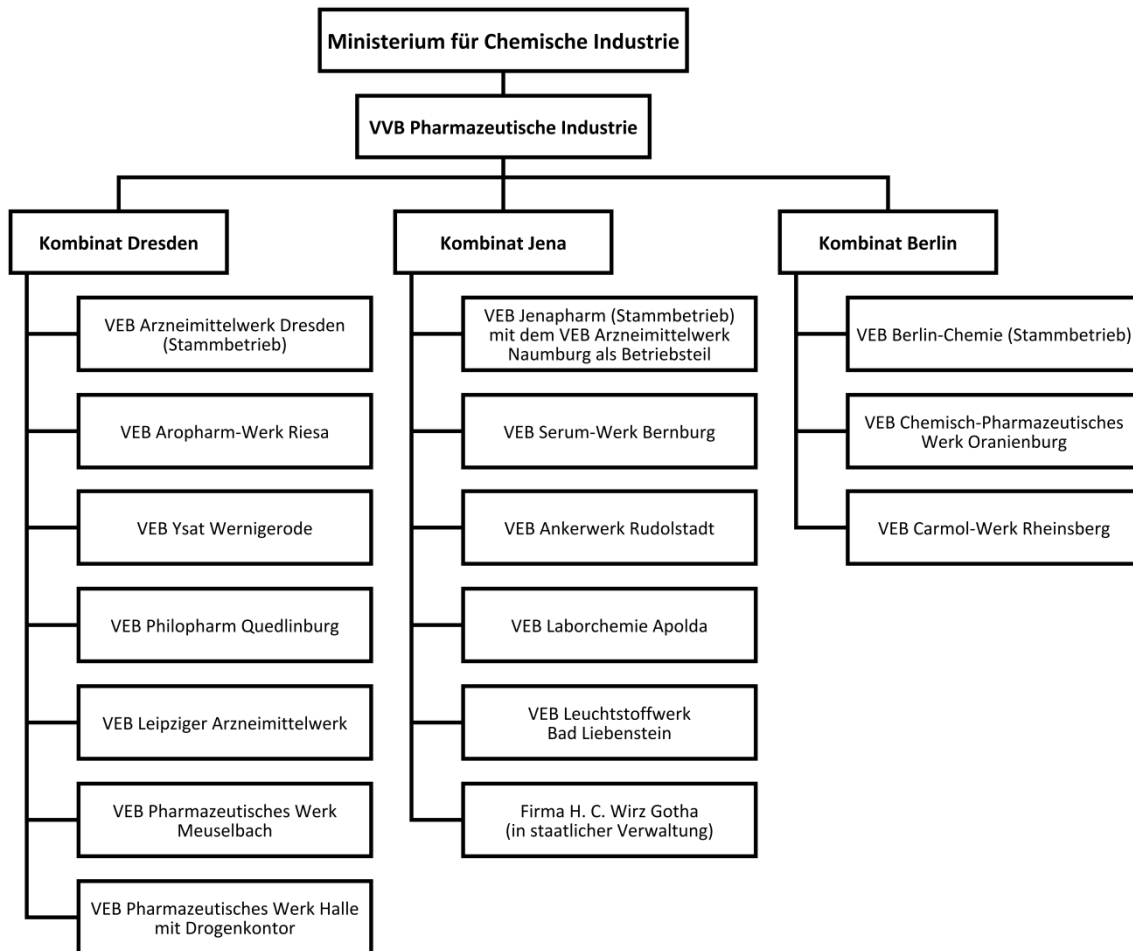 Ministerium für Chemische Industrie
VVB Pharmazeutische Industrie
Kombinat Dresden
VEB Arzneimittelwerk Dresden
(Stammbetrieb)
VEB Aropharm-Werk Riesa
VEB Ysat Wernigerode
VEB Philopharm Quedlinburg
VEB Leipziger Arzneimittelwerk
VEB Pharmazeutisches Werk
Meuselbach
VEB Pharmazeutisches Werk Halle
mit Drogenkontor
Kombinat Jena
VEB Jenapharm (Stammbetrieb)
mit dem VEB Arzneimittelwerk
Naumburg als Betriebsteil
VEB Serum-Werk Bernburg
VEB Ankerwerk Rudolstadt
VEB Laborchemie Apolda
VEB Leuchtstoffwerk
Bad Liebenstein
Firma H. C. Wirz Gotha
(in staatlicher Verwaltung)
Kombinat Berlin
VEB Berlin-Chemie (Stammbetrieb)
VEB Chemisch-Pharmazeutisches
Werk Oranienburg
VEB Carmol-Werk Rheinsberg